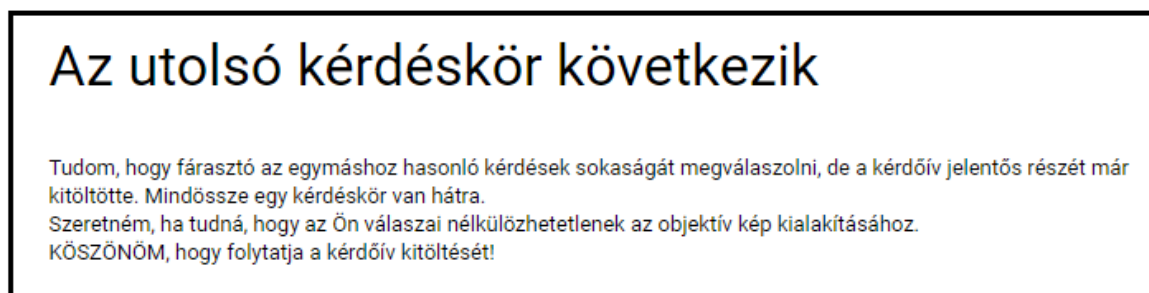 Az utolsó kérdéskör következik
Tudom, hogy fárasztó az egymáshoz hasonló kérdések sokaságát megválaszolni, de a kérdőív jelentős részét már
kitöltötte. Mindössze egy kérdéskör van hátra.
Szeretném, ha tudná, hogy az Ön válaszai nélkülözhetetlenek az objektív kép kialakításához.
KÖSZÖNÖM, hogy folytatja a kérdőív kitöltését!